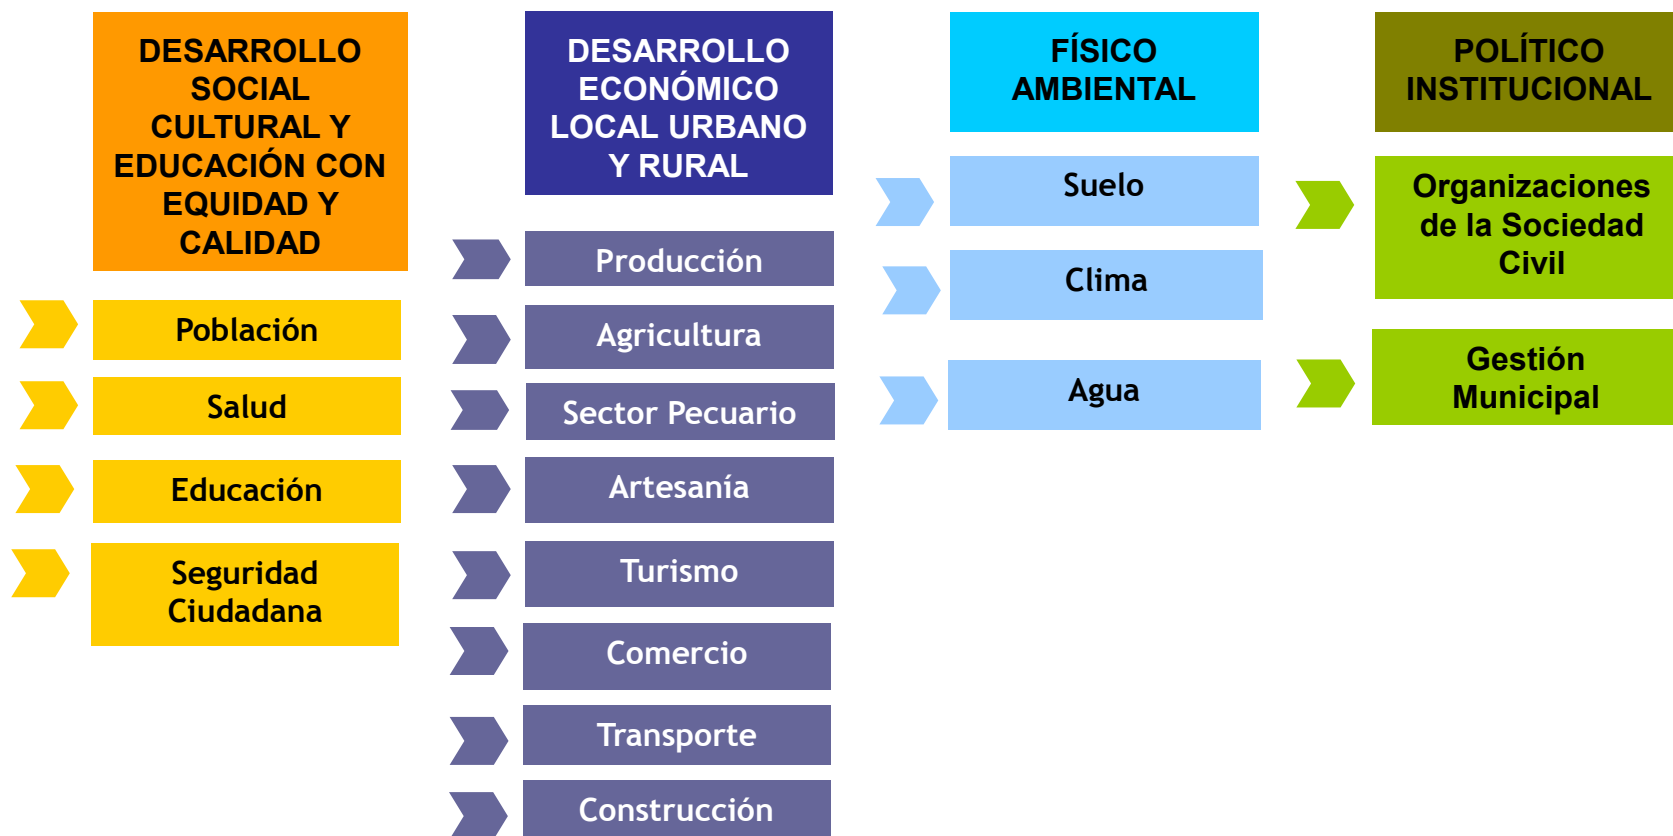 DESARROLLO
SOCIAL
CULTURAL Y
EDUCACIÓN CON
EQUIDAD Y
CALIDAD
Población
Salud
Educación
Seguridad
Ciudadana
DESARROLLO
ECONÓMICO
LOCAL URBANO
Y RURAL
Producción
Agricultura
Sector Pecuario
Artesanía
Turismo
Comercio
Transporte
Construcción
FÍSICO
AMBIENTAL
Suelo
Clima
Agua
POLÍTICO
INSTITUCIONAL
Organizaciones
de la Sociedad
Civil
Gestión
Municipal